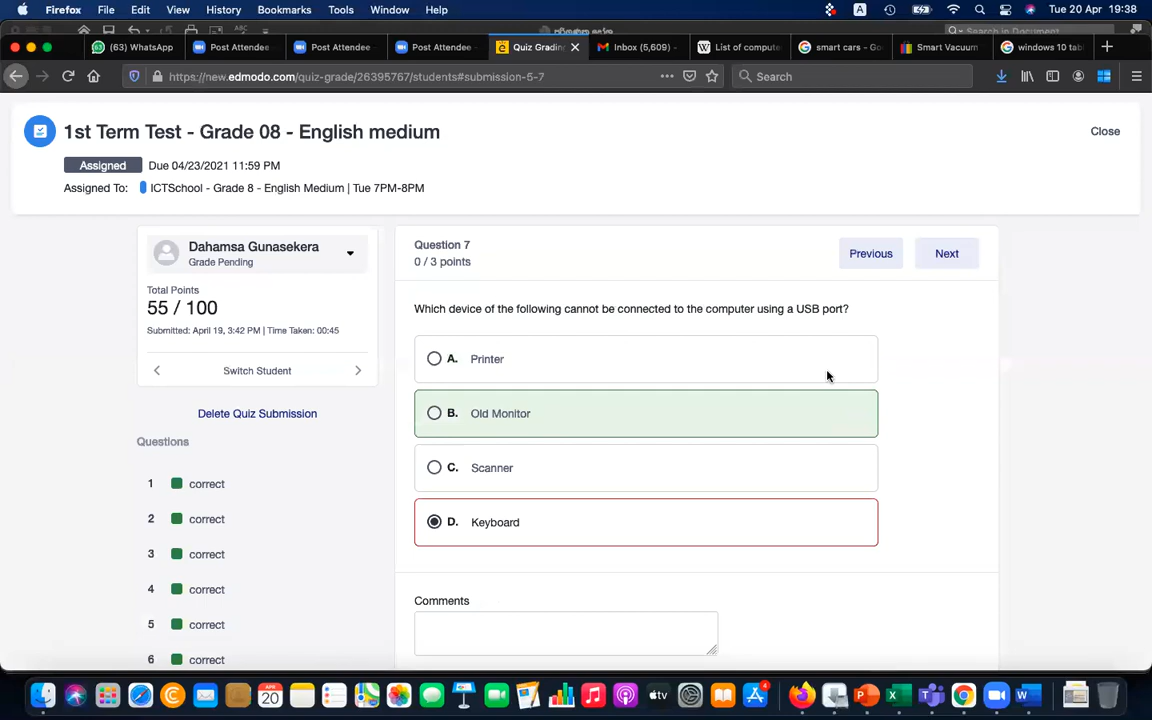 Firefox File Edit View History Bookmarks Tools Window Help A Tue 20 Apr 19:38
Search in Document
(63) WhatsApp Post Attendee Post Attendee Post Attendee Quiz Grading Inbox (5,609) - List of compute smart cars - Go Smart Vacuum windows 10 tab
https://new.edmodo.com/quiz-grade/26395767/students#submission-5-7 Search
1st Term Test - Grade 08 - English medium
Close
Assigned Due 04/23/2021 11:59 PM
Assigned To: ICTSchool - Grade 8 - English Medium | Tue 7PM-8PM
Dahamsa Gunasekera
Grade Pending
Total Points
55 / 100
Submitted: April 19, 3:42 PM | Time Taken: 00:45
Switch Student
Delete Quiz Submission
Questions
1 correct
2 correct
3 correct
4 correct
5 correct
6 correct
Question 7
0 / 3 points
Previous Next
Which device of the following cannot be connected to the computer using a USB port?
A. Printer
B. Old Monitor
C. Scanner
D. Keyboard
Comments
APR
20
tv
4